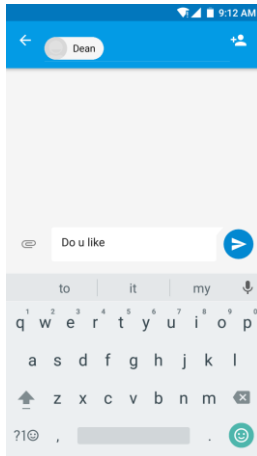 9:12 AM
Dean
Do u like
to it my
1 2 3 4 5 6 7 8 9 0
q w e r t y u i o p
a s d f g h j k l
z x c v b n m
?1☺ , .